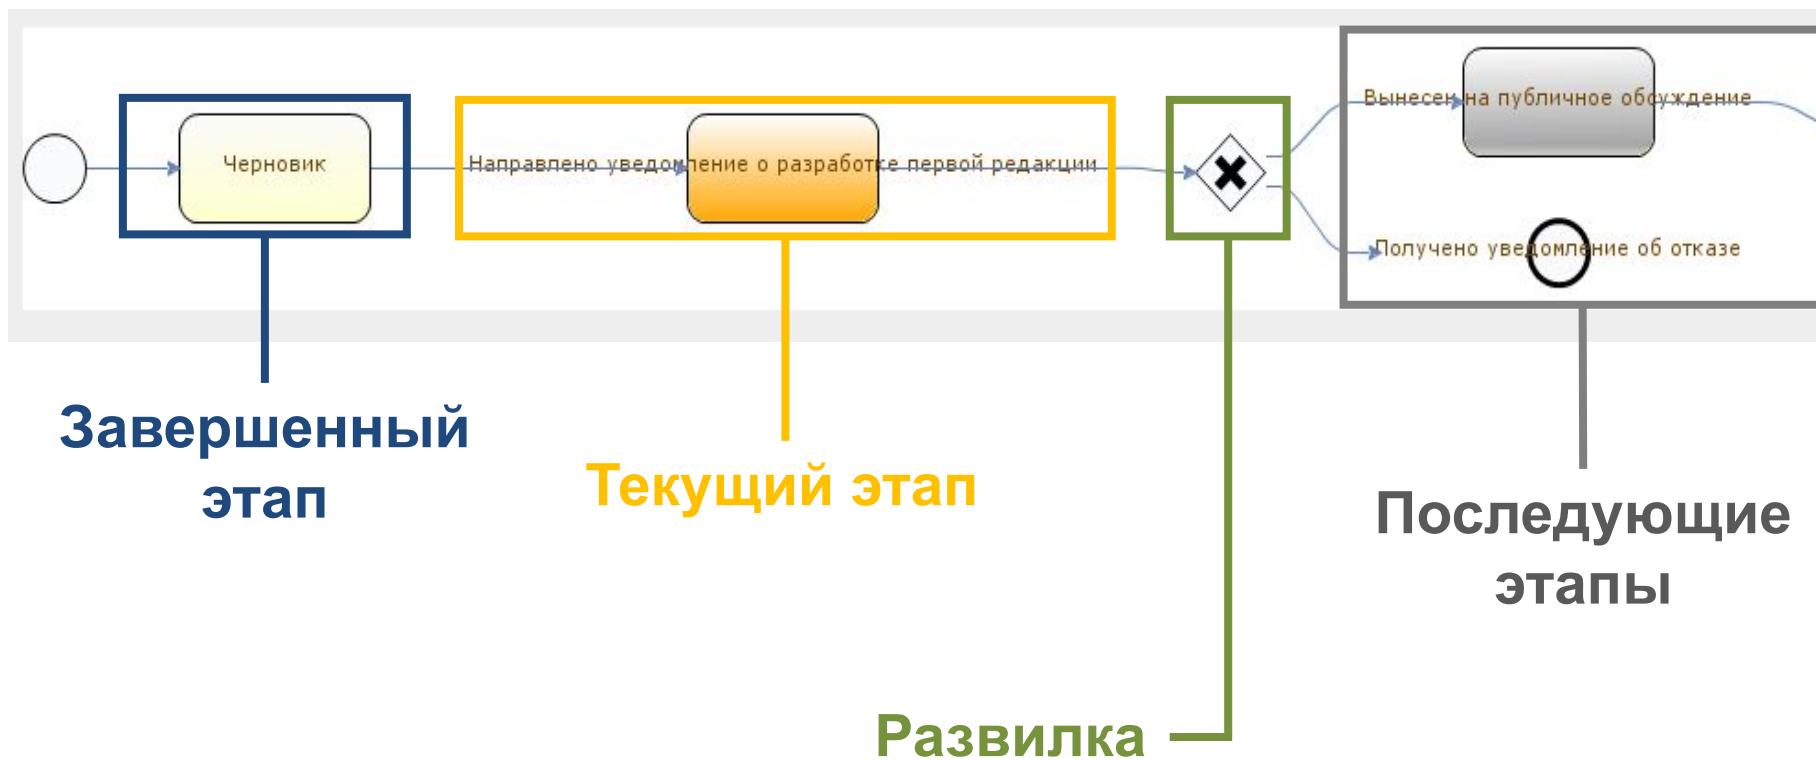 Черновик
Направлено уведомление о разработке первой редакции
Вынесен на публичное обсуждение
Получено уведомление об отказе
Завершенный
этап
Текущий этап
Последующие
этапы
Развилка